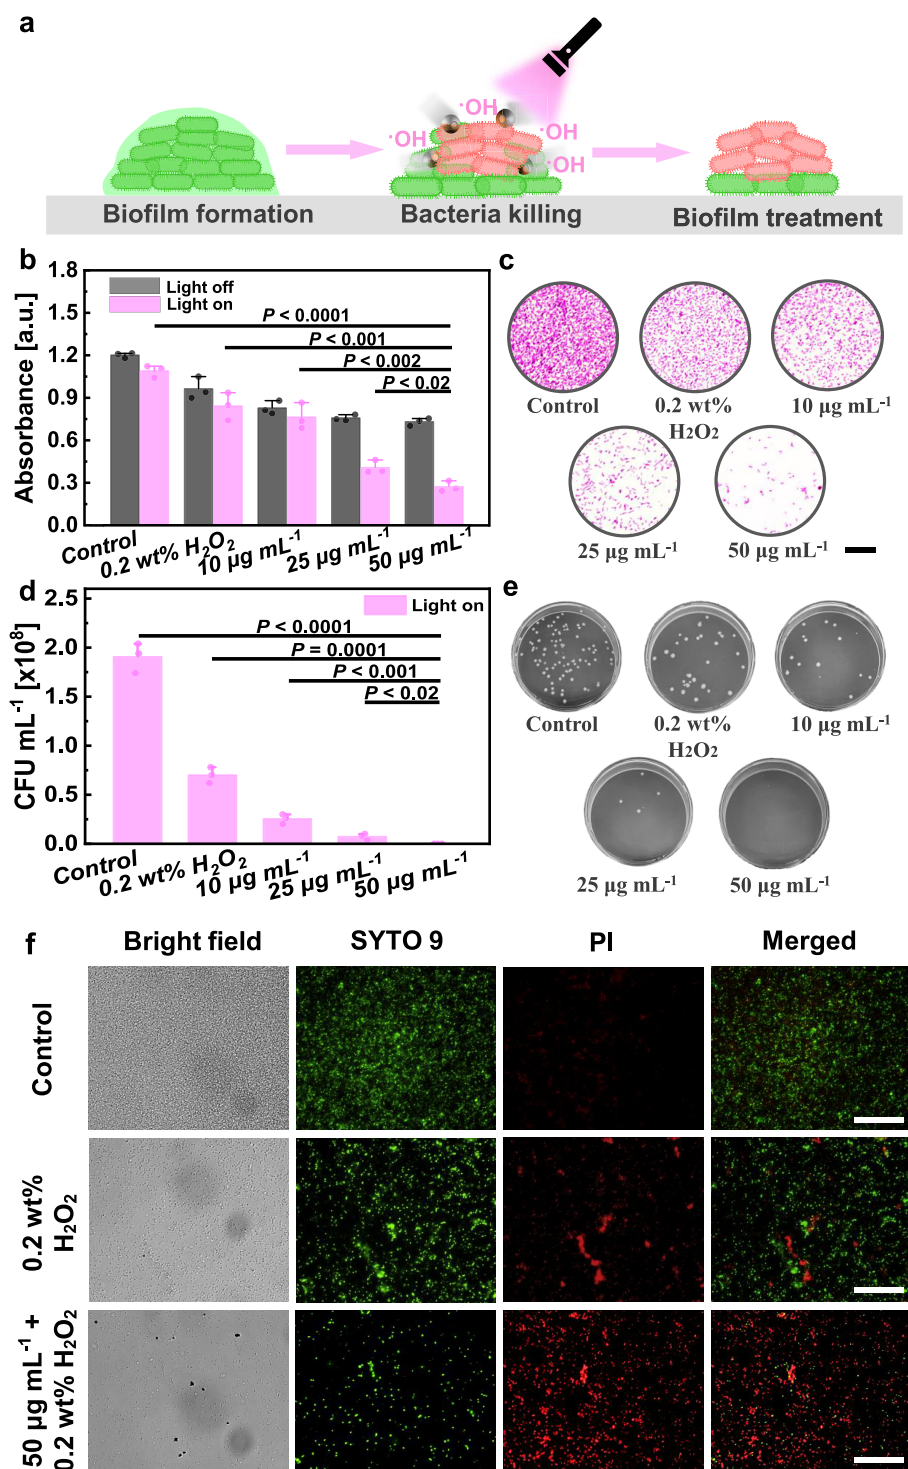 a
·OH
·OH
·OH
·OH
Biofilm formation
Bacteria killing
Biofilm treatment
b
Absorbance [a.u.]
1.8
1.5
1.2
0.9
0.6
0.3
0.0
Light off
Light on
P < 0.0001
P < 0.001
P < 0.002
P < 0.02
Control
0.2 wt% H₂O₂
10 µg mL⁻¹
25 µg mL⁻¹
50 µg mL⁻¹
c
Control
0.2 wt%
H₂O₂
10 µg mL⁻¹
25 µg mL⁻¹
50 µg mL⁻¹
d
CFU mL⁻¹ [x10⁸]
2.5
2.0
1.5
1.0
0.5
0.0
Light on
P < 0.0001
P = 0.0001
P < 0.001
P < 0.02
Control
0.2 wt% H₂O₂
10 µg mL⁻¹
25 µg mL⁻¹
50 µg mL⁻¹
e
Control
0.2 wt%
H₂O₂
10 µg mL⁻¹
25 µg mL⁻¹
50 µg mL⁻¹
f
Bright field
SYTO 9
PI
Merged
Control
0.2 wt%
H₂O₂
50 µg mL⁻¹ +
0.2 wt% H₂O₂